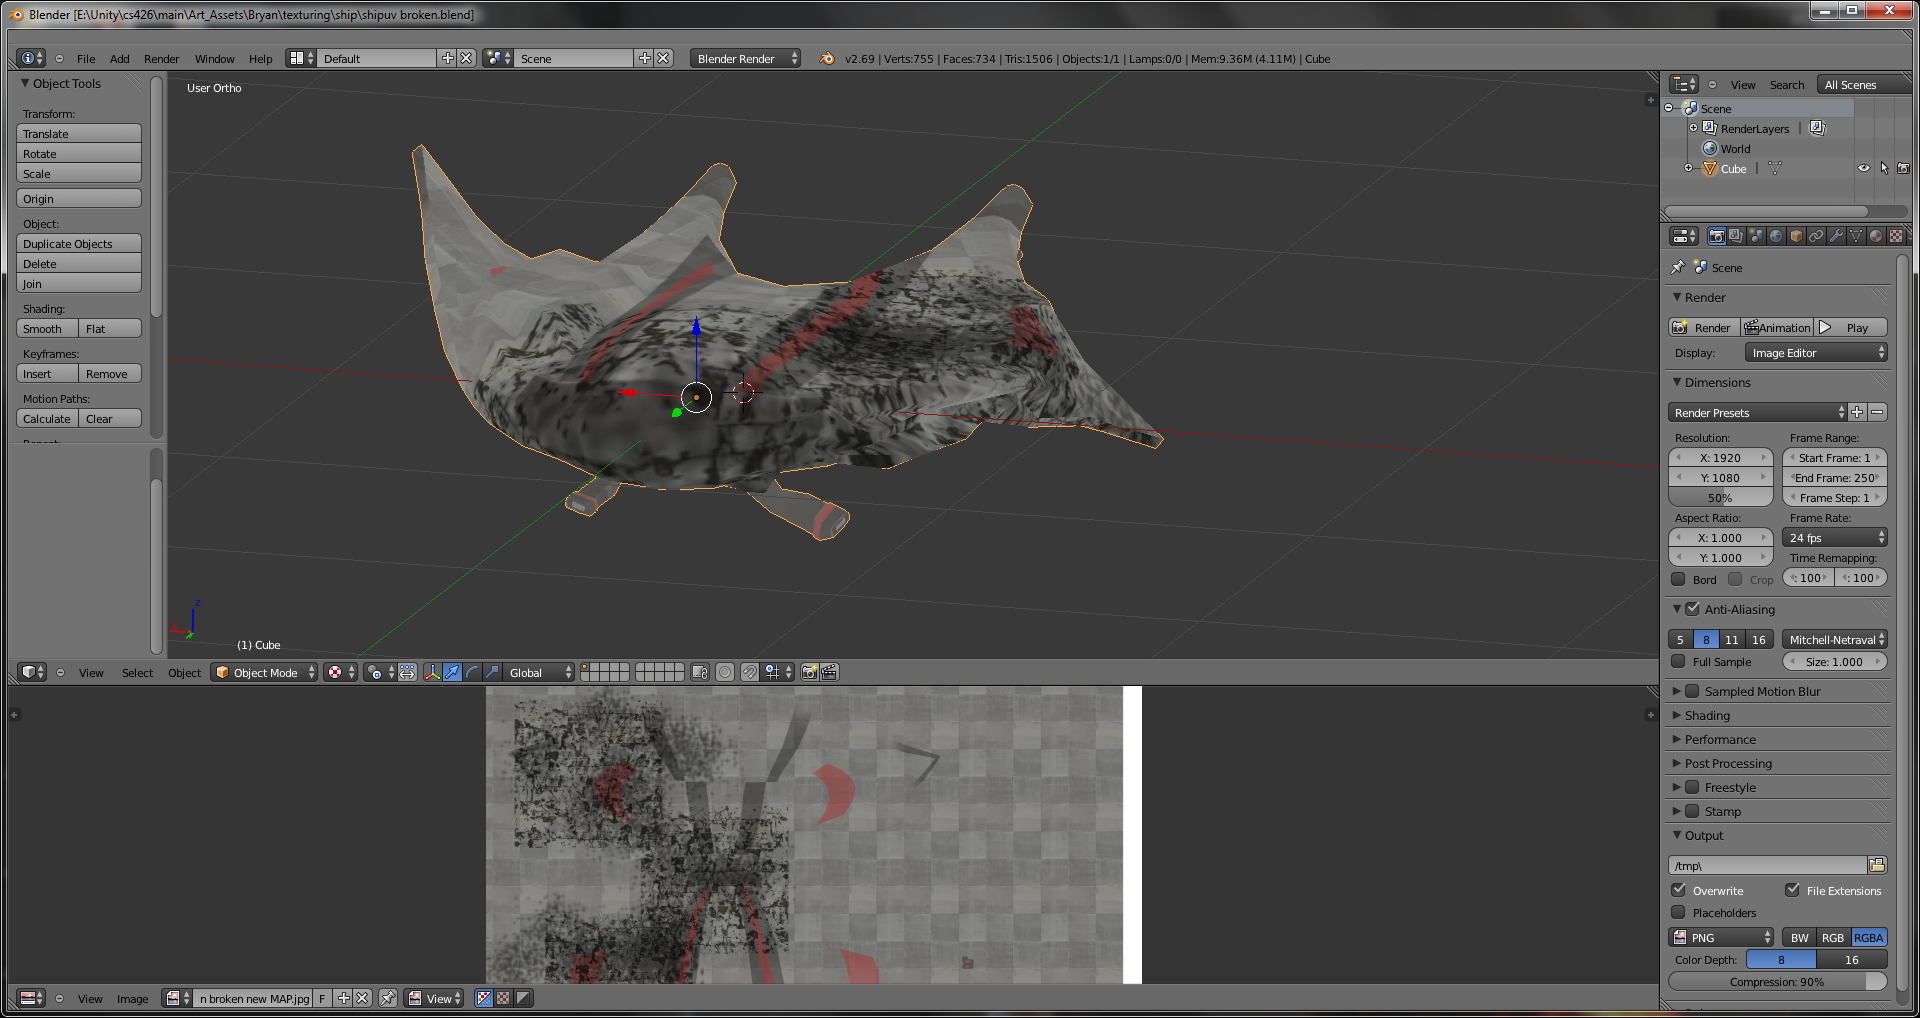 Blender [E:\Unity\cs426\main\Art_Assets\Bryan\texturing\ship\shipuv broken.blend]
File Add Render Window Help Default Scene Blender Render v2.69 | Verts:755 | Faces:734 | Tris:1506 | Objects:1/1 | Lamps:0/0 | Mem:9.36M (4.11M) | Cube
Object Tools
Transform:
Translate
Rotate
Scale
Origin
Object:
Duplicate Objects
Delete
Join
Shading:
Smooth Flat
Keyframes:
Insert Remove
Motion Paths:
Calculate Clear
User Ortho
z
(1) Cube
View Select Object Object Mode Global
View Image n broken new MAP.jpg F View
View Search All Scenes
Scene
RenderLayers |
World
Cube |
Scene
Render
Render Animation Play
Display: Image Editor
Dimensions
Render Presets
Resolution: Frame Range:
X: 1920 Start Frame: 1
Y: 1080 End Frame: 250
50% Frame Step: 1
Aspect Ratio: Frame Rate:
X: 1.000 24 fps
Y: 1.000 Time Remapping:
Bord Crop : 100 : 100
Anti-Aliasing
5 8 11 16 Mitchell-Netraval
Full Sample Size: 1.000
Sampled Motion Blur
Shading
Performance
Post Processing
Freestyle
Stamp
Output
/tmp\
Overwrite File Extensions
Placeholders
PNG BW RGB RGBA
Color Depth: 8 16
Compression: 90%